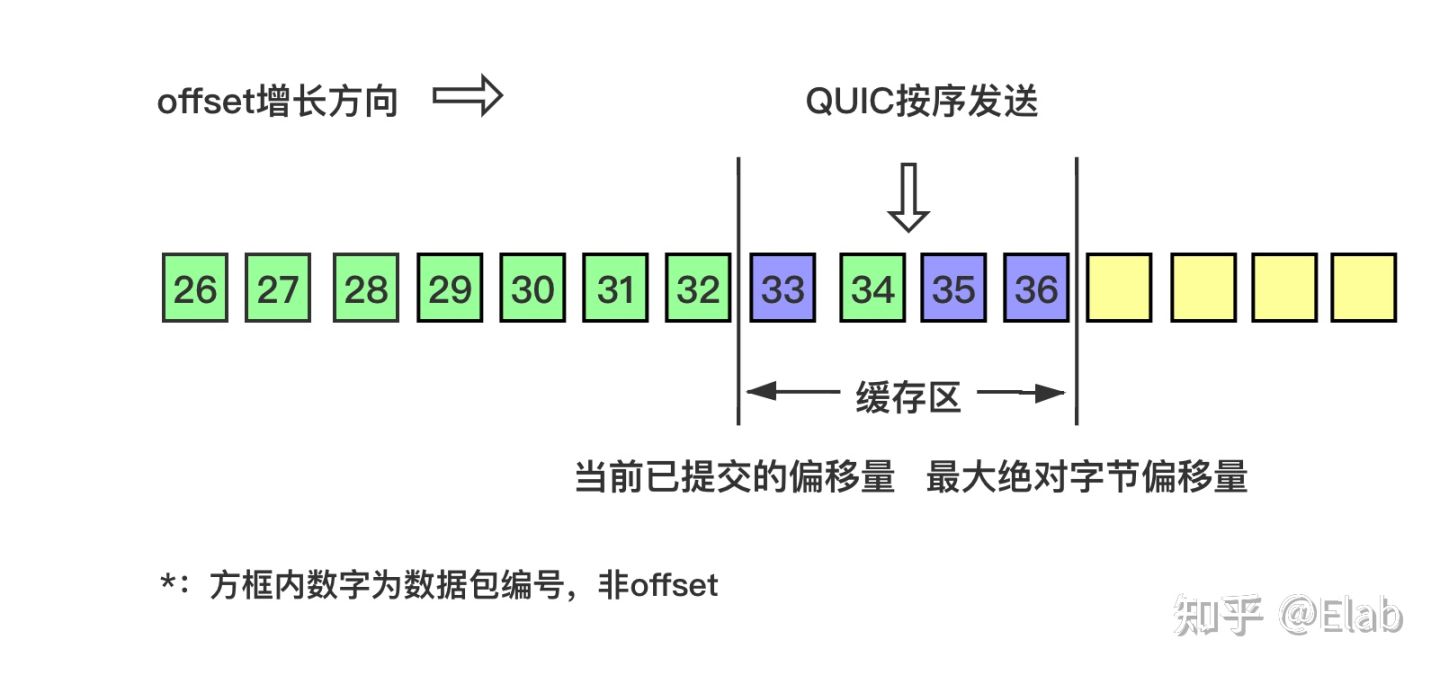 offset增长方向
QUIC按序发送
26 27 28 29 30 31 32 33 34 35 36
缓存区
当前已提交的偏移量 最大绝对字节偏移量
*：方框内数字为数据包编号，非offset
知乎 @Elab